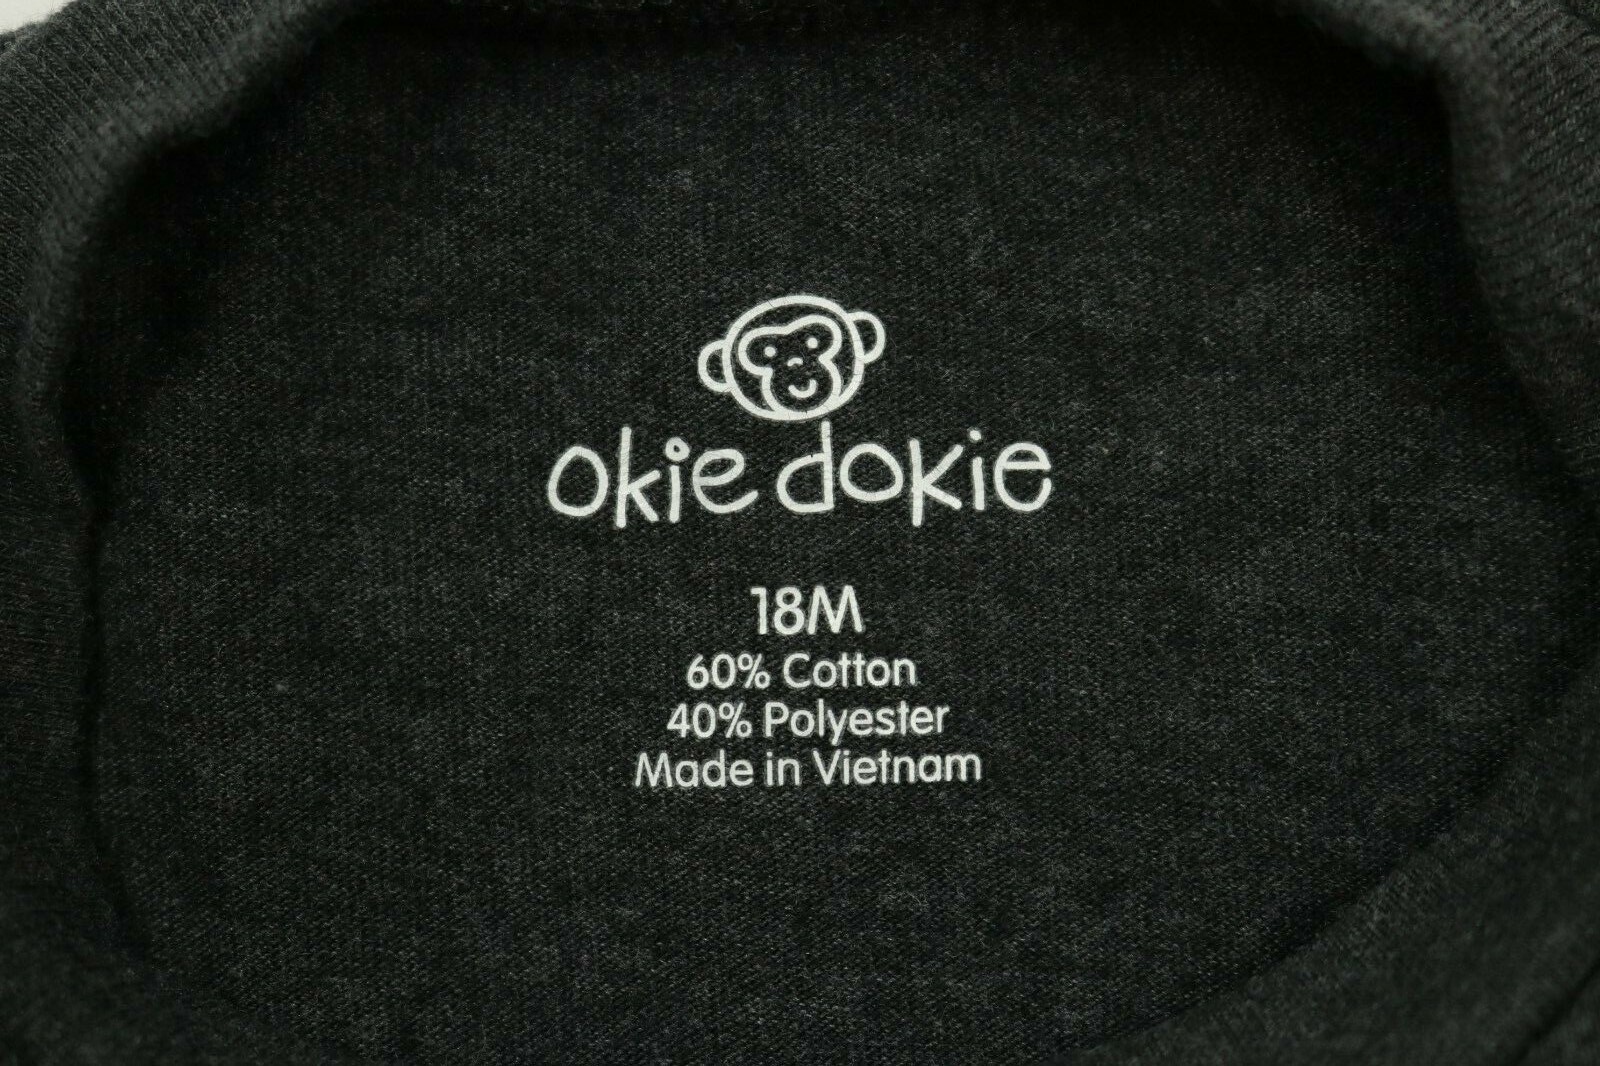 okie dokie
18M
60% Cotton
40% Polyester
Made in Vietnam